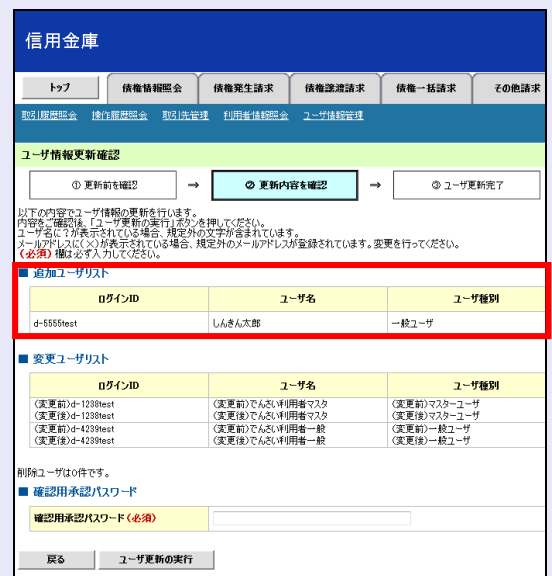 信用金庫
トップ 債権情報照会 債権発生請求 債権譲渡請求 債権一括請求 その他請求
取引履歴照会 操作履歴照会 取引先管理 利用者情報照会 ユーザ情報管理
ユーザ情報更新確認
① 更新前を確認 → ② 更新内容を確認 → ③ ユーザ更新完了
以下の内容でユーザ情報の更新を行います。
内容をご確認後、「ユーザ更新の実行」ボタンを押してください。
ユーザ名に？が表示されている場合、規定外の文字が含まれています。
メールアドレスに(×)が表示されている場合、規定外のメールアドレスが登録されています。変更を行ってください。
(必須) 欄は必ず入力してください。
■ 追加ユーザリスト
ログインID ユーザ名 ユーザ種別
d-5555test しんきん太郎 一般ユーザ
■ 変更ユーザリスト
ログインID ユーザ名 ユーザ種別
(変更前)d-1238test (変更前)でんさい利用者マスタ (変更前)マスターユーザ
(変更後)d-1238test (変更後)でんさい利用者マスタ (変更後)マスターユーザ
(変更前)d-4239test (変更前)でんさい利用者一般 (変更前)一般ユーザ
(変更後)d-4239test (変更後)でんさい利用者一般 (変更後)一般ユーザ
削除ユーザは0件です。
■ 確認用承認パスワード
確認用承認パスワード(必須)
戻る ユーザ更新の実行